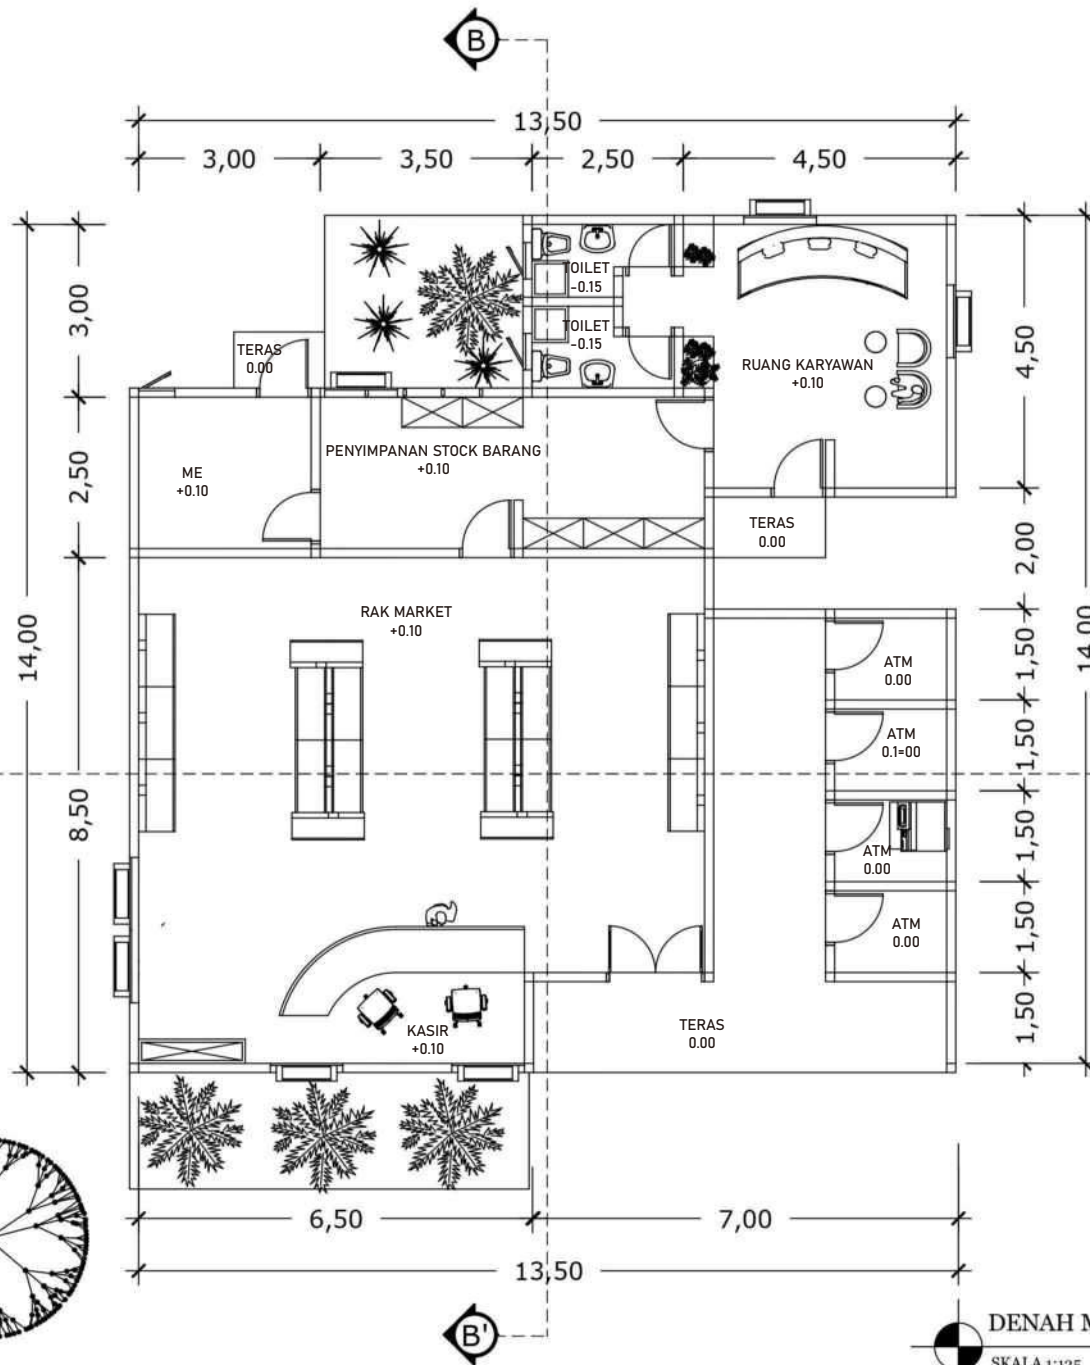 B
13,50
3,00
3,50
2,50
4,50
3,00
2,50
8,50
14,00
TOILET
-0.15
TOILET
-0.15
TERAS
0.00
RUANG KARYAWAN
+0.10
4,50
ME
+0.10
PENYIMPANAN STOCK BARANG
+0.10
TERAS
0.00
2,00
RAK MARKET
+0.10
14,00
ATM
0.00
1,50
ATM
0.1=00
1,50
ATM
0.00
1,50
ATM
0.00
1,50
KASIR
+0.10
TERAS
0.00
1,50
6,50
7,00
13,50
B'
DENAH M
SKALA 1:125